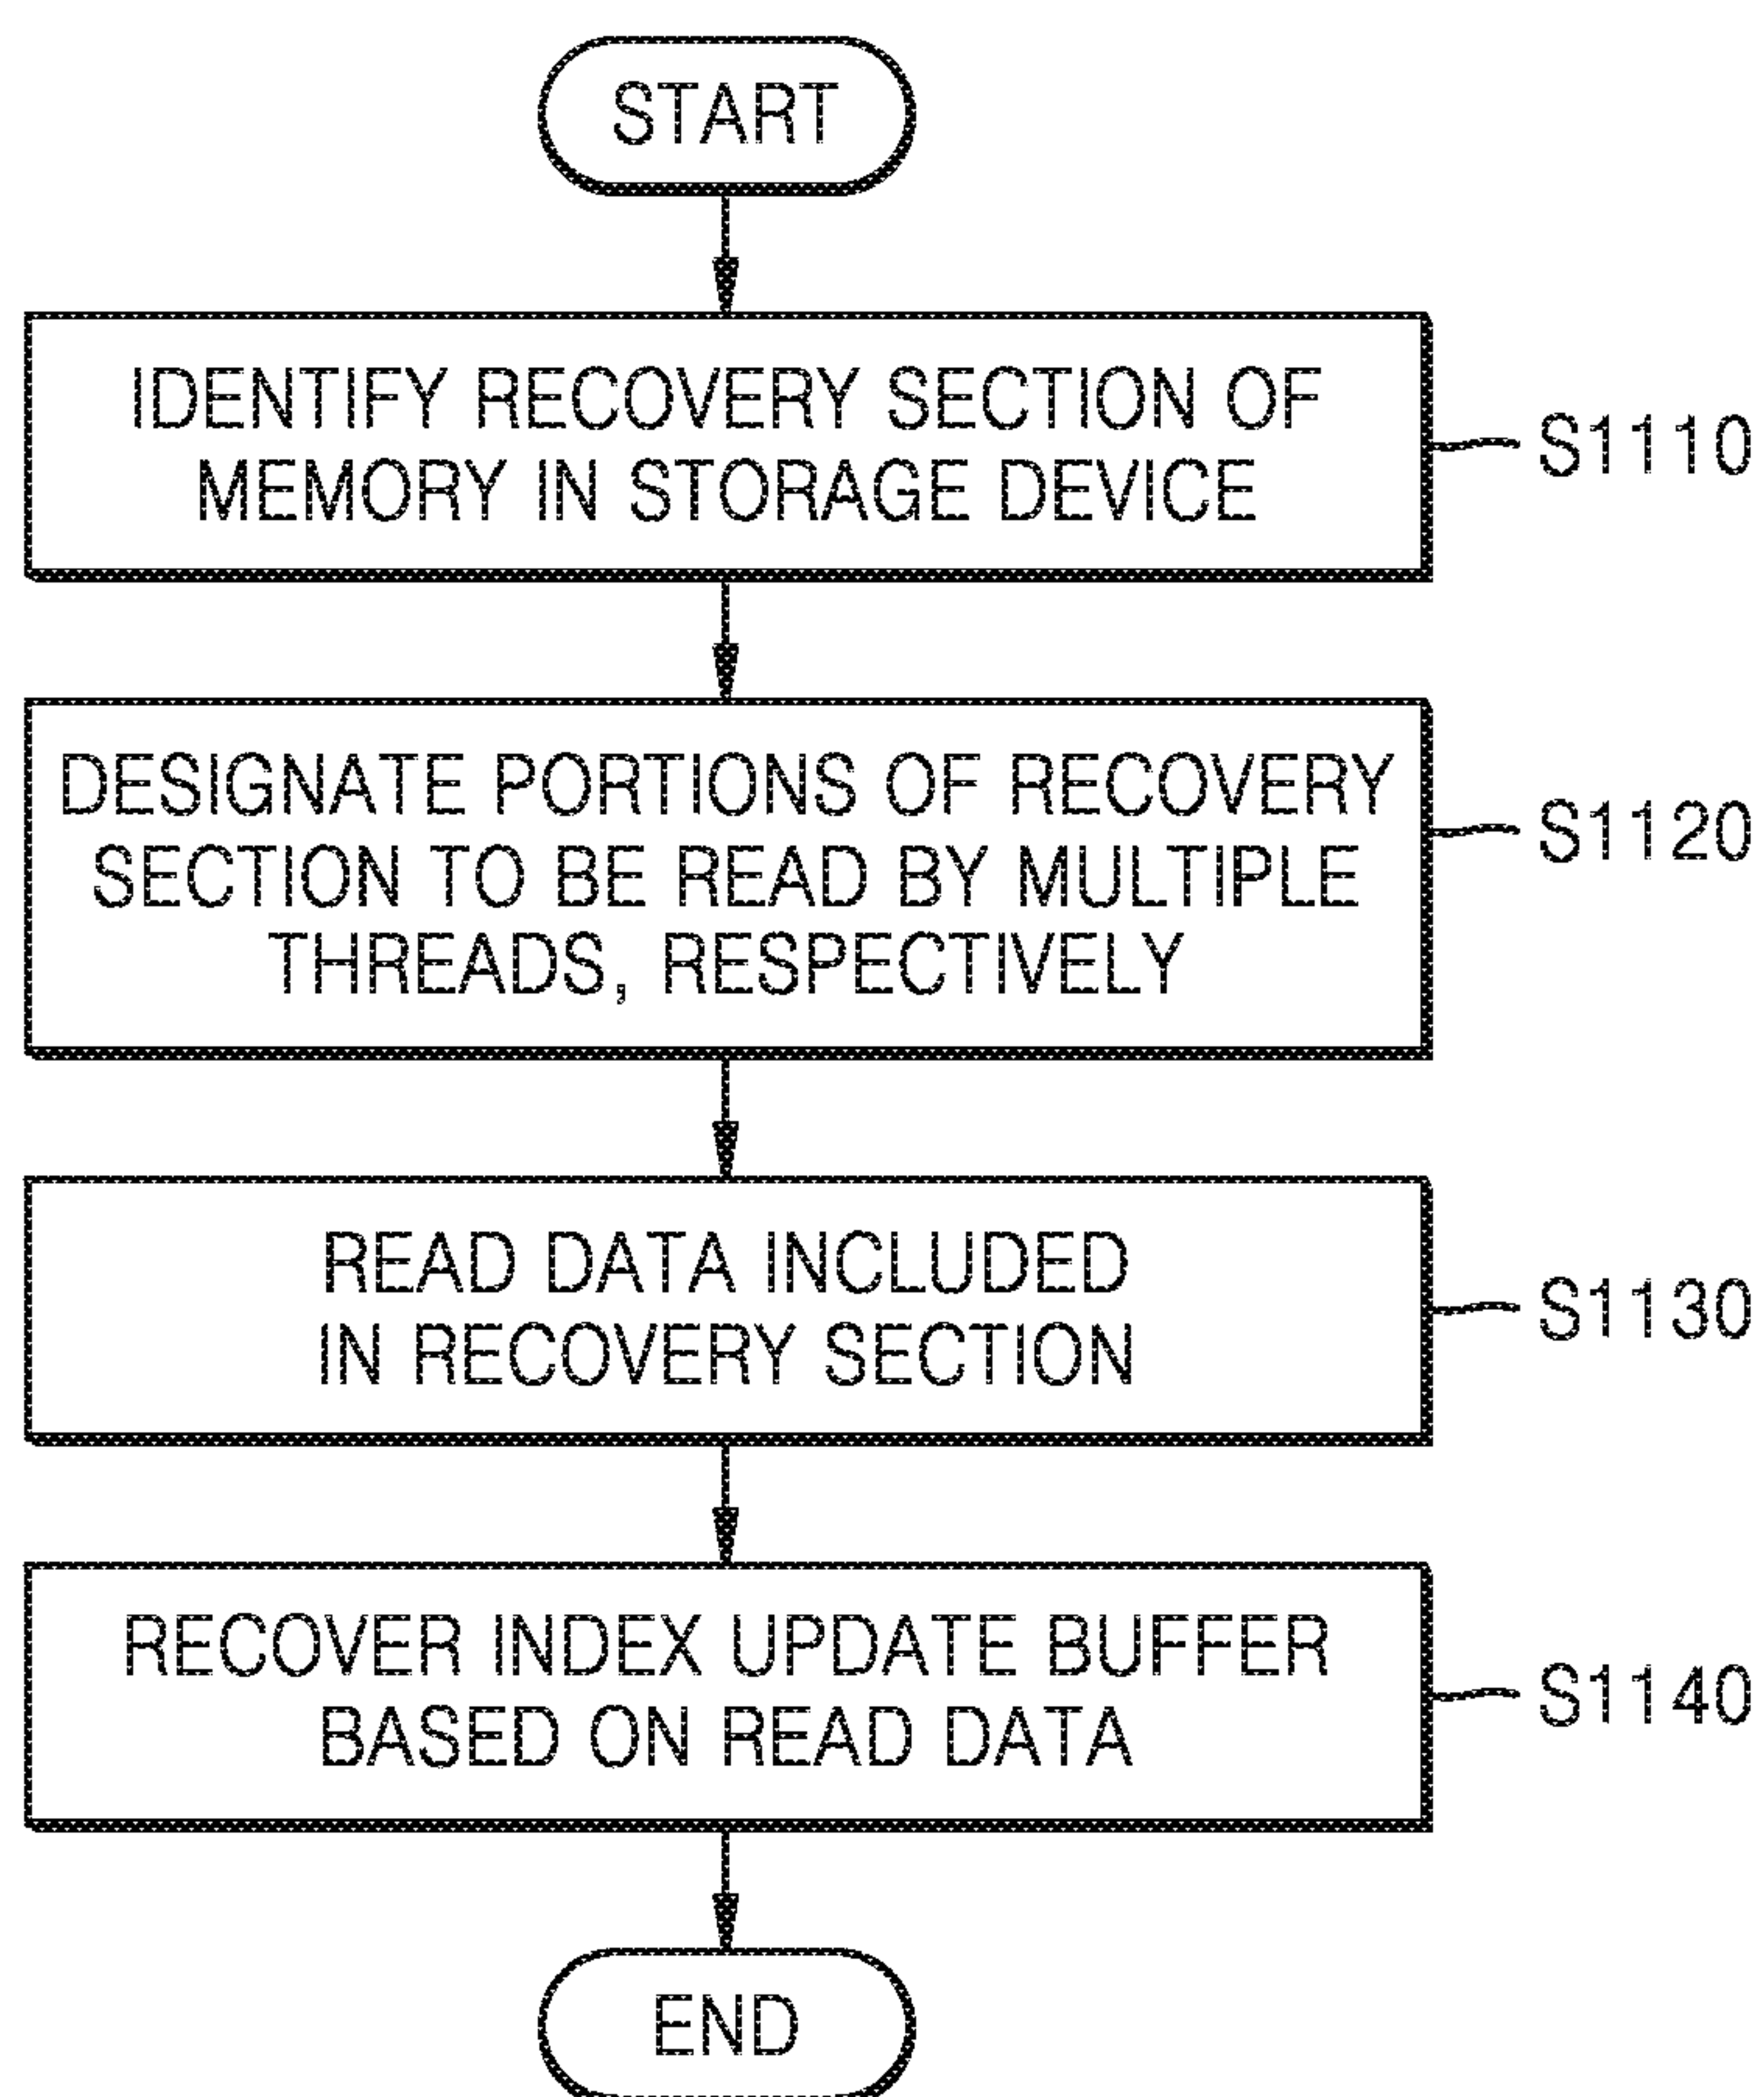 START
IDENTIFY RECOVERY SECTION OF
MEMORY IN STORAGE DEVICE
S1110
DESIGNATE PORTIONS OF RECOVERY
SECTION TO BE READ BY MULTIPLE
THREADS, RESPECTIVELY
S1120
READ DATA INCLUDED
IN RECOVERY SECTION
S1130
RECOVER INDEX UPDATE BUFFER
BASED ON READ DATA
S1140
END